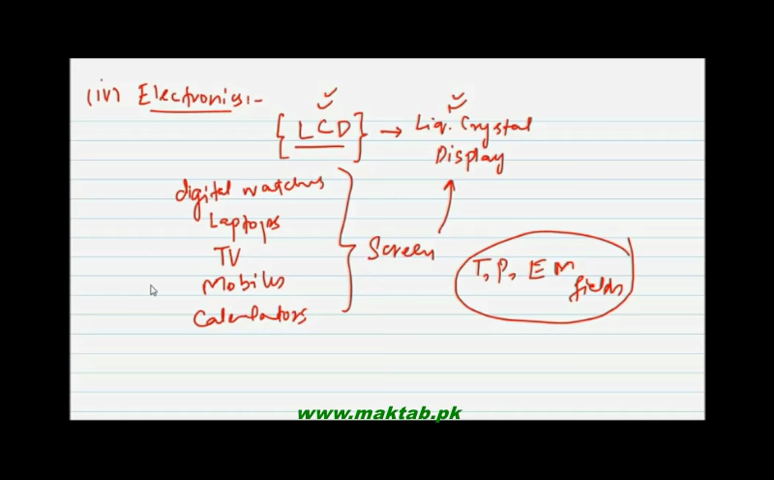 (iv) Electronics:-
{LCD} → Liq. Crystal
Display
digital watches
Laptops
TV
Mobiles
Calculators
Screen
T, P, EM
fields
www.maktab.pk